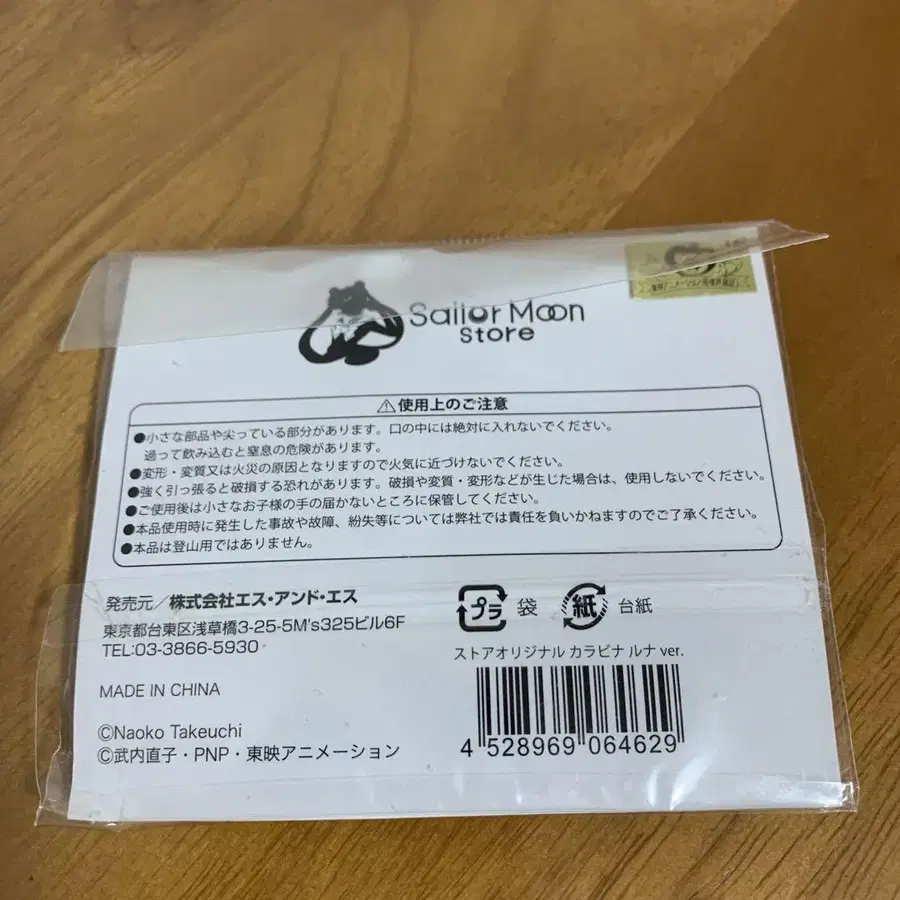 Sailor Moon
Store
⚠使用上のご注意
●小さな部品や尖っている部分があります。口の中には絶対に入れないでください。
過って飲み込むと窒息の危険があります。
●変形・変質又は火災の原因となりますので火気に近づけないでください。
●強く引っ張ると破損する恐れがあります。破損や変質・変形などが生じた場合は、使用しないでください。
●ご使用後は小さなお子様の手の届かないところに保管してください。
●本品使用時に発生した事故や故障、紛失等については弊社では責任を負いかねますのでご了承ください。
●本品は登山用ではありません。
発売元/株式会社エス・アンド・エス
東京都台東区浅草橋3-25-5M's325ビル6F
TEL:03-3866-5930
MADE IN CHINA
©Naoko Takeuchi
©武内直子・PNP・東映アニメーション
プラ 袋 紙 台紙
ストアオリジナル カラビナ ルナ ver.
4 528969 064629